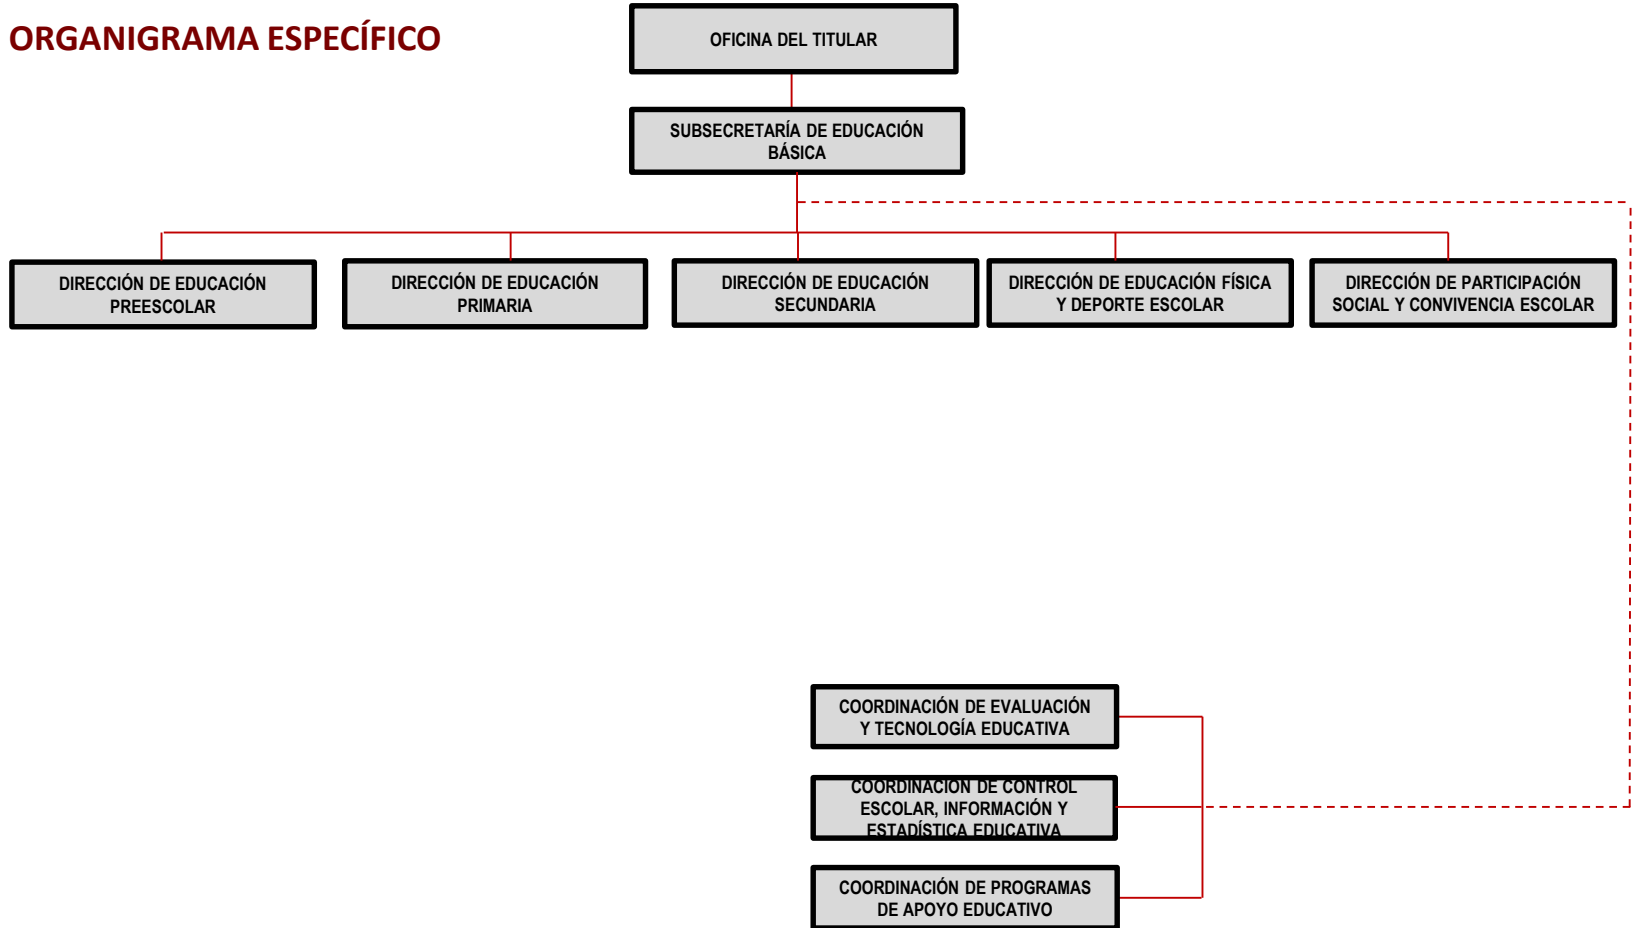 ORGANIGRAMA ESPECÍFICO
OFICINA DEL TITULAR
SUBSECRETARÍA DE EDUCACIÓN
BÁSICA
DIRECCIÓN DE EDUCACIÓN
PREESCOLAR
DIRECCIÓN DE EDUCACIÓN
PRIMARIA
DIRECCIÓN DE EDUCACIÓN
SECUNDARIA
DIRECCIÓN DE EDUCACIÓN FÍSICA
Y DEPORTE ESCOLAR
DIRECCIÓN DE PARTICIPACIÓN
SOCIAL Y CONVIVENCIA ESCOLAR
COORDINACIÓN DE EVALUACIÓN
Y TECNOLOGÍA EDUCATIVA
COORDINACIÓN DE CONTROL
ESCOLAR, INFORMACIÓN Y
ESTADÍSTICA EDUCATIVA
COORDINACIÓN DE PROGRAMAS
DE APOYO EDUCATIVO